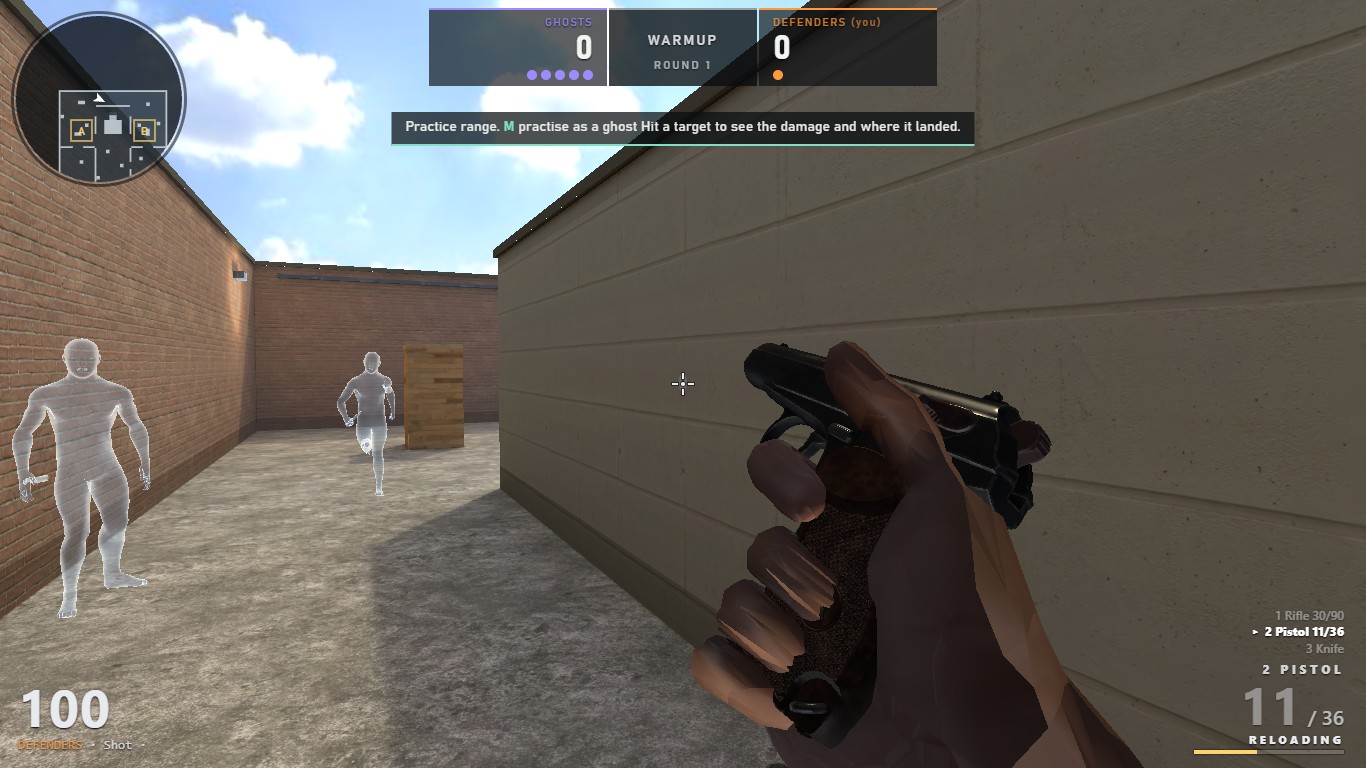 GHOSTS
0
WARMUP
ROUND 1
DEFENDERS (you)
0
Practice range. M practise as a ghost Hit a target to see the damage and where it landed.
A
B
1 Rifle 30/90
▸ 2 Pistol 11/36
3 Knife
2 PISTOL
11 / 36
RELOADING
100
DEFENDERS · Shot ·